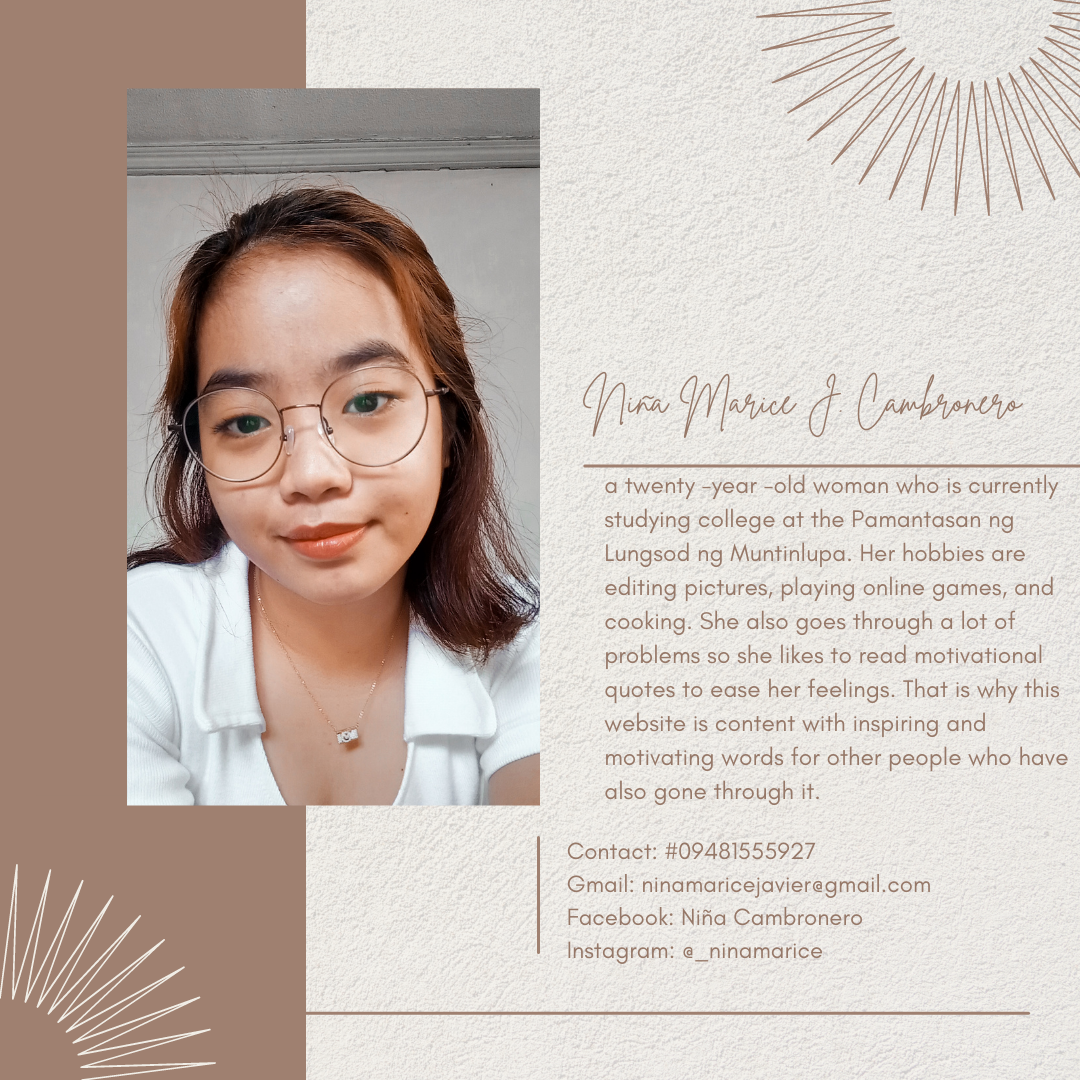 Niña Marice J. Cambronero
a twenty -year -old woman who is currently
studying college at the Pamantasan ng
Lungsod ng Muntinlupa. Her hobbies are
editing pictures, playing online games, and
cooking. She also goes through a lot of
problems so she likes to read motivational
quotes to ease her feelings. That is why this
website is content with inspiring and
motivating words for other people who have
also gone through it.
Contact: #09481555927
Gmail: ninamaricejavier@gmail.com
Facebook: Niña Cambronero
Instagram: @_ninamarice